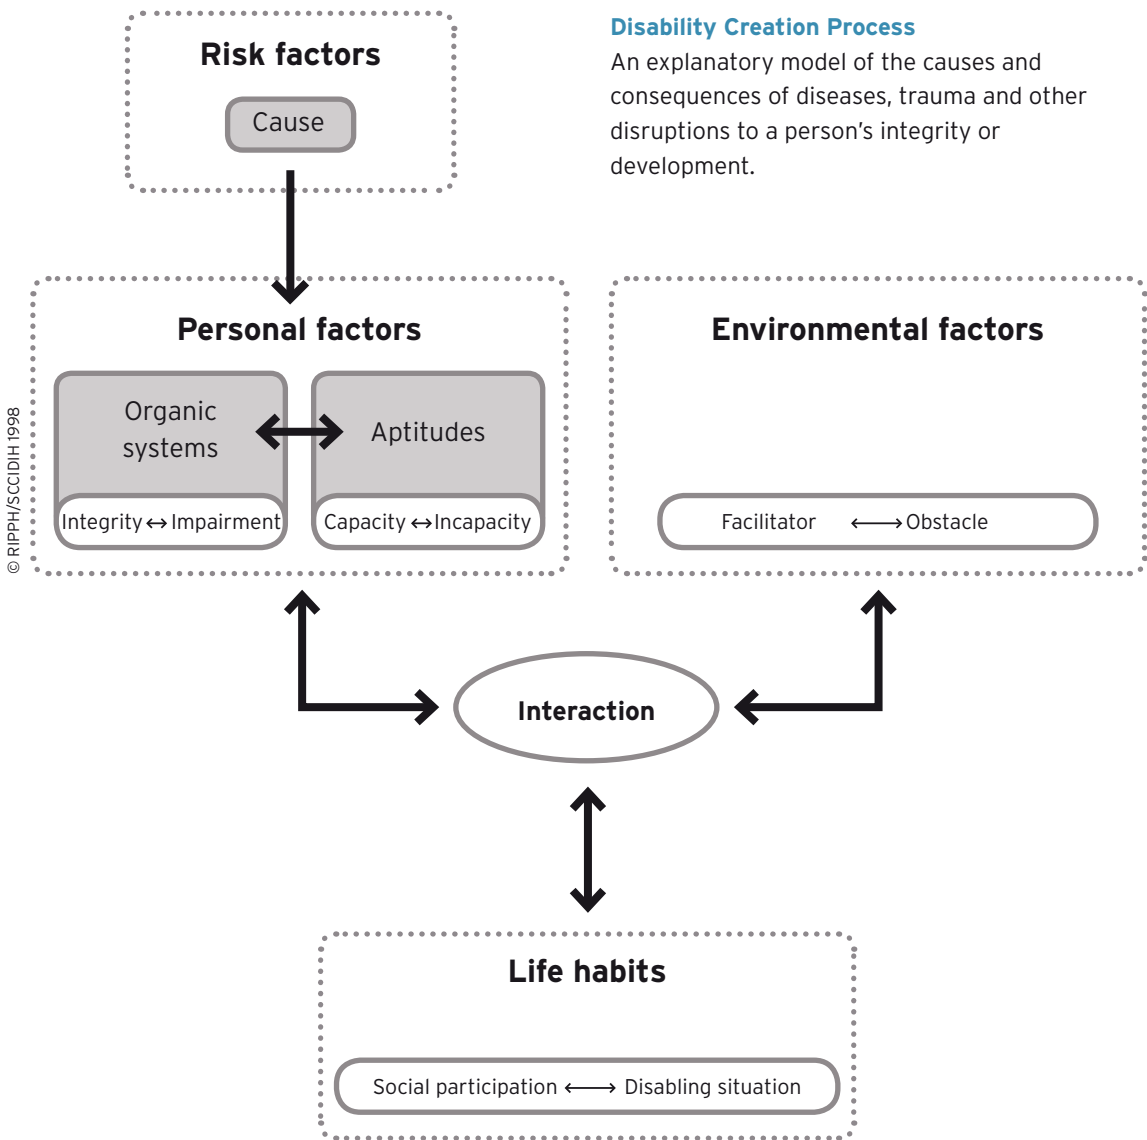 Disability Creation Process
An explanatory model of the causes and
consequences of diseases, trauma and other
disruptions to a person’s integrity or
development.
Risk factors
Cause
Personal factors
Organic
systems
Aptitudes
Integrity ↔ Impairment
Capacity ↔ Incapacity
Environmental factors
Facilitator ⟷ Obstacle
Interaction
Life habits
Social participation ⟷ Disabling situation
© RIPPH/SCCIDIH 1998